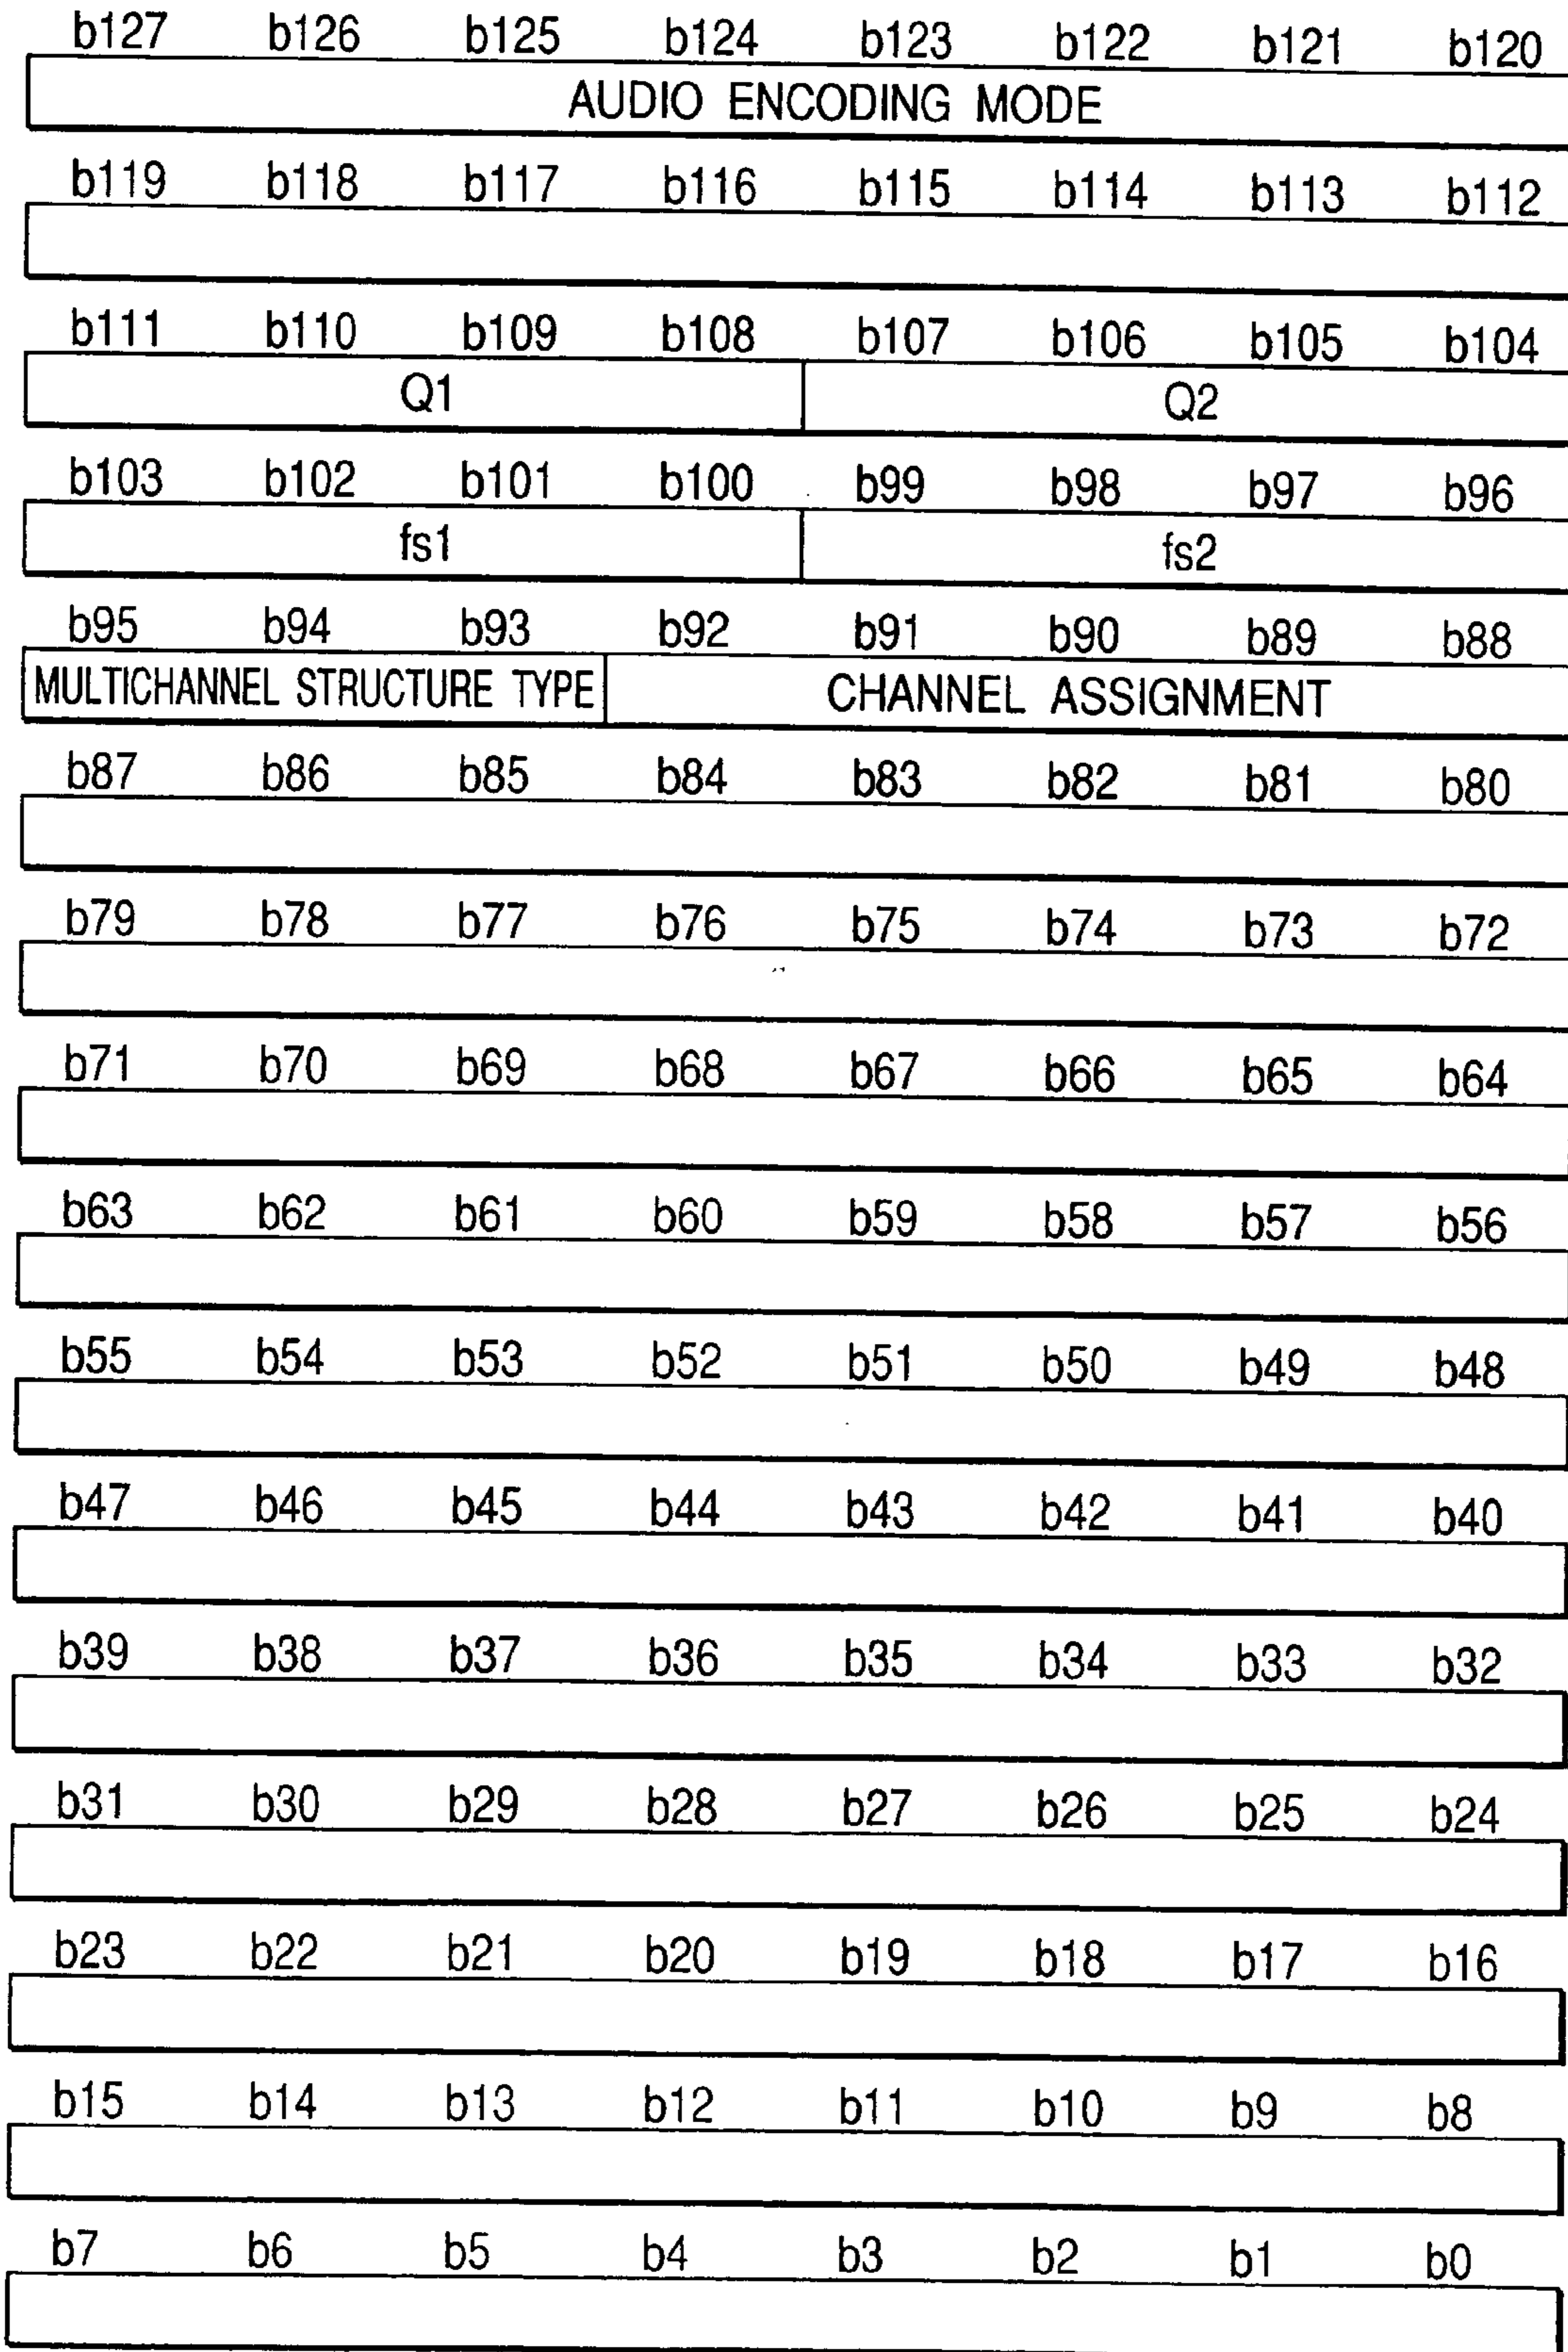 b127 b126 b125 b124 b123 b122 b121 b120
AUDIO ENCODING MODE
b119 b118 b117 b116 b115 b114 b113 b112
b111 b110 b109 b108 b107 b106 b105 b104
Q1 Q2
b103 b102 b101 b100 b99 b98 b97 b96
fs1 fs2
b95 b94 b93 b92 b91 b90 b89 b88
MULTICHANNEL STRUCTURE TYPE CHANNEL ASSIGNMENT
b87 b86 b85 b84 b83 b82 b81 b80
b79 b78 b77 b76 b75 b74 b73 b72
b71 b70 b69 b68 b67 b66 b65 b64
b63 b62 b61 b60 b59 b58 b57 b56
b55 b54 b53 b52 b51 b50 b49 b48
b47 b46 b45 b44 b43 b42 b41 b40
b39 b38 b37 b36 b35 b34 b33 b32
b31 b30 b29 b28 b27 b26 b25 b24
b23 b22 b21 b20 b19 b18 b17 b16
b15 b14 b13 b12 b11 b10 b9 b8
b7 b6 b5 b4 b3 b2 b1 b0